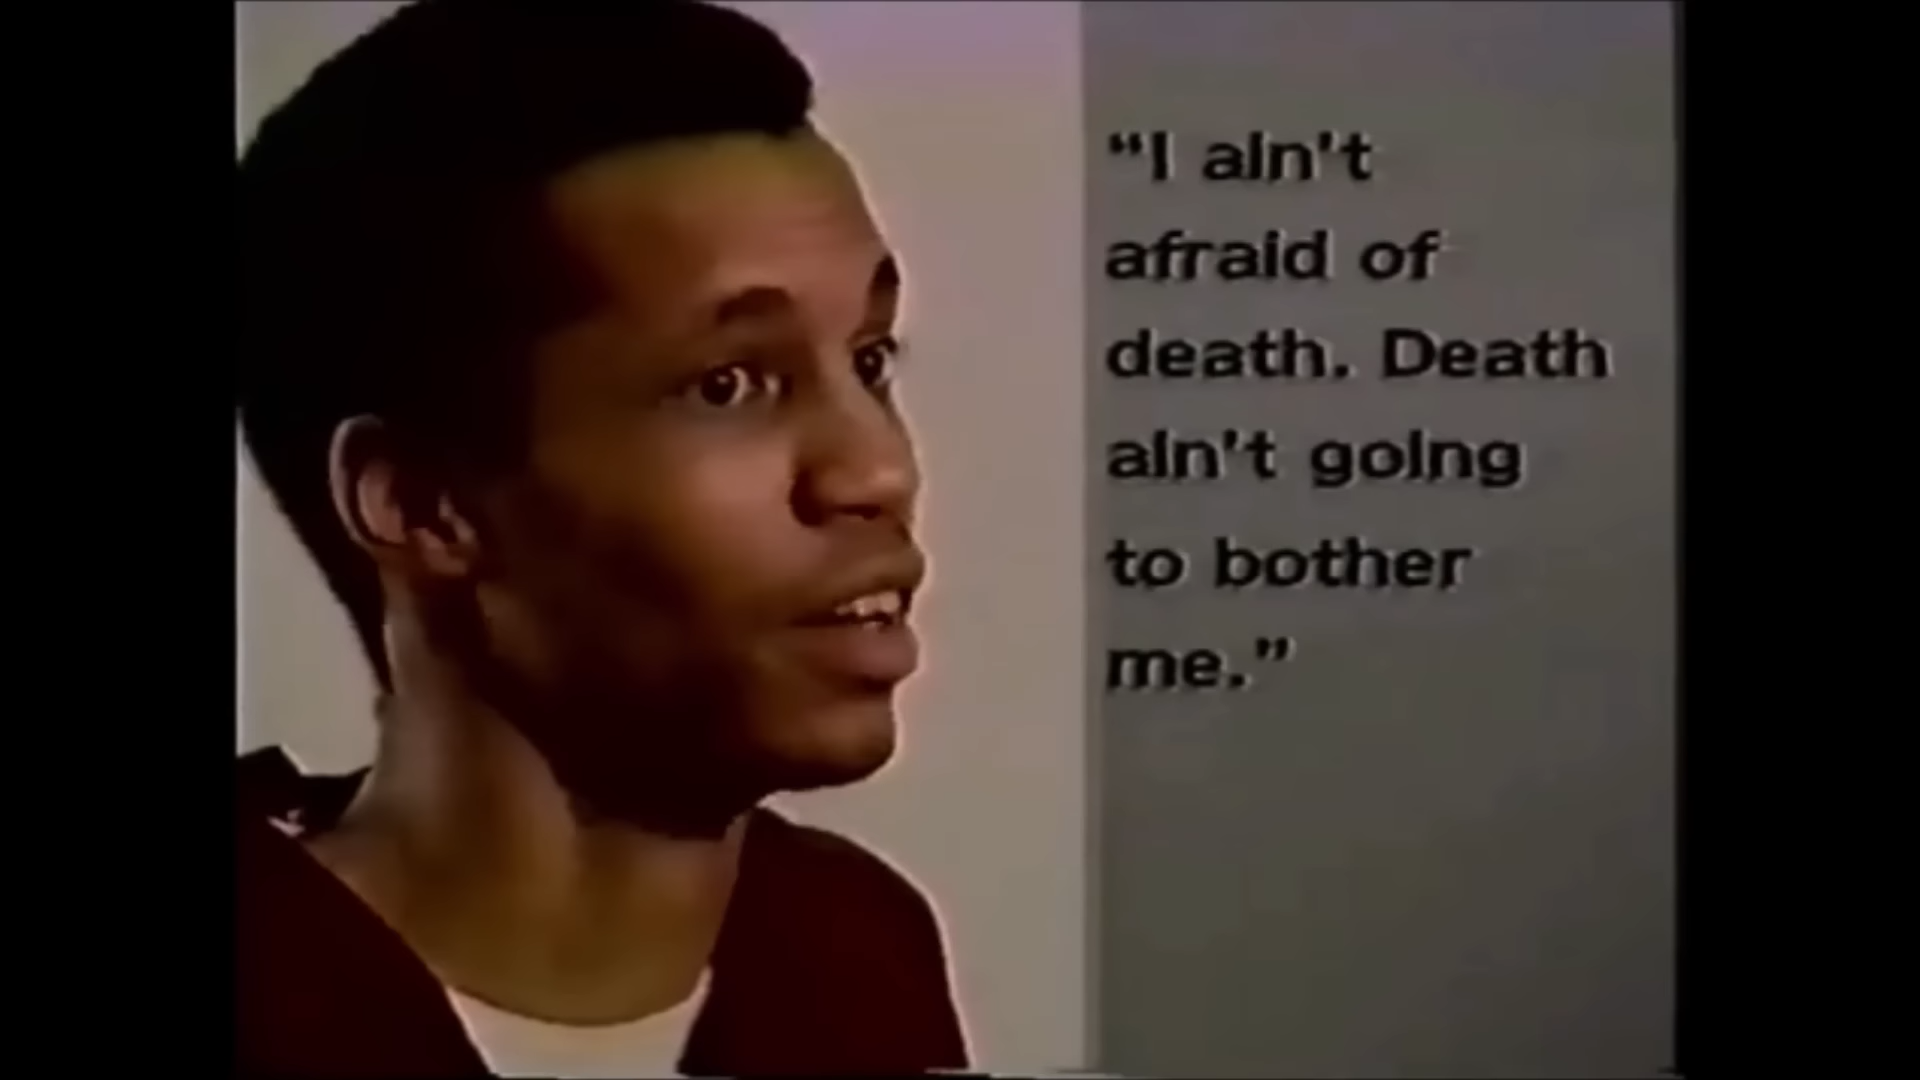 “I ain't
afraid of
death. Death
ain't going
to bother
me.”